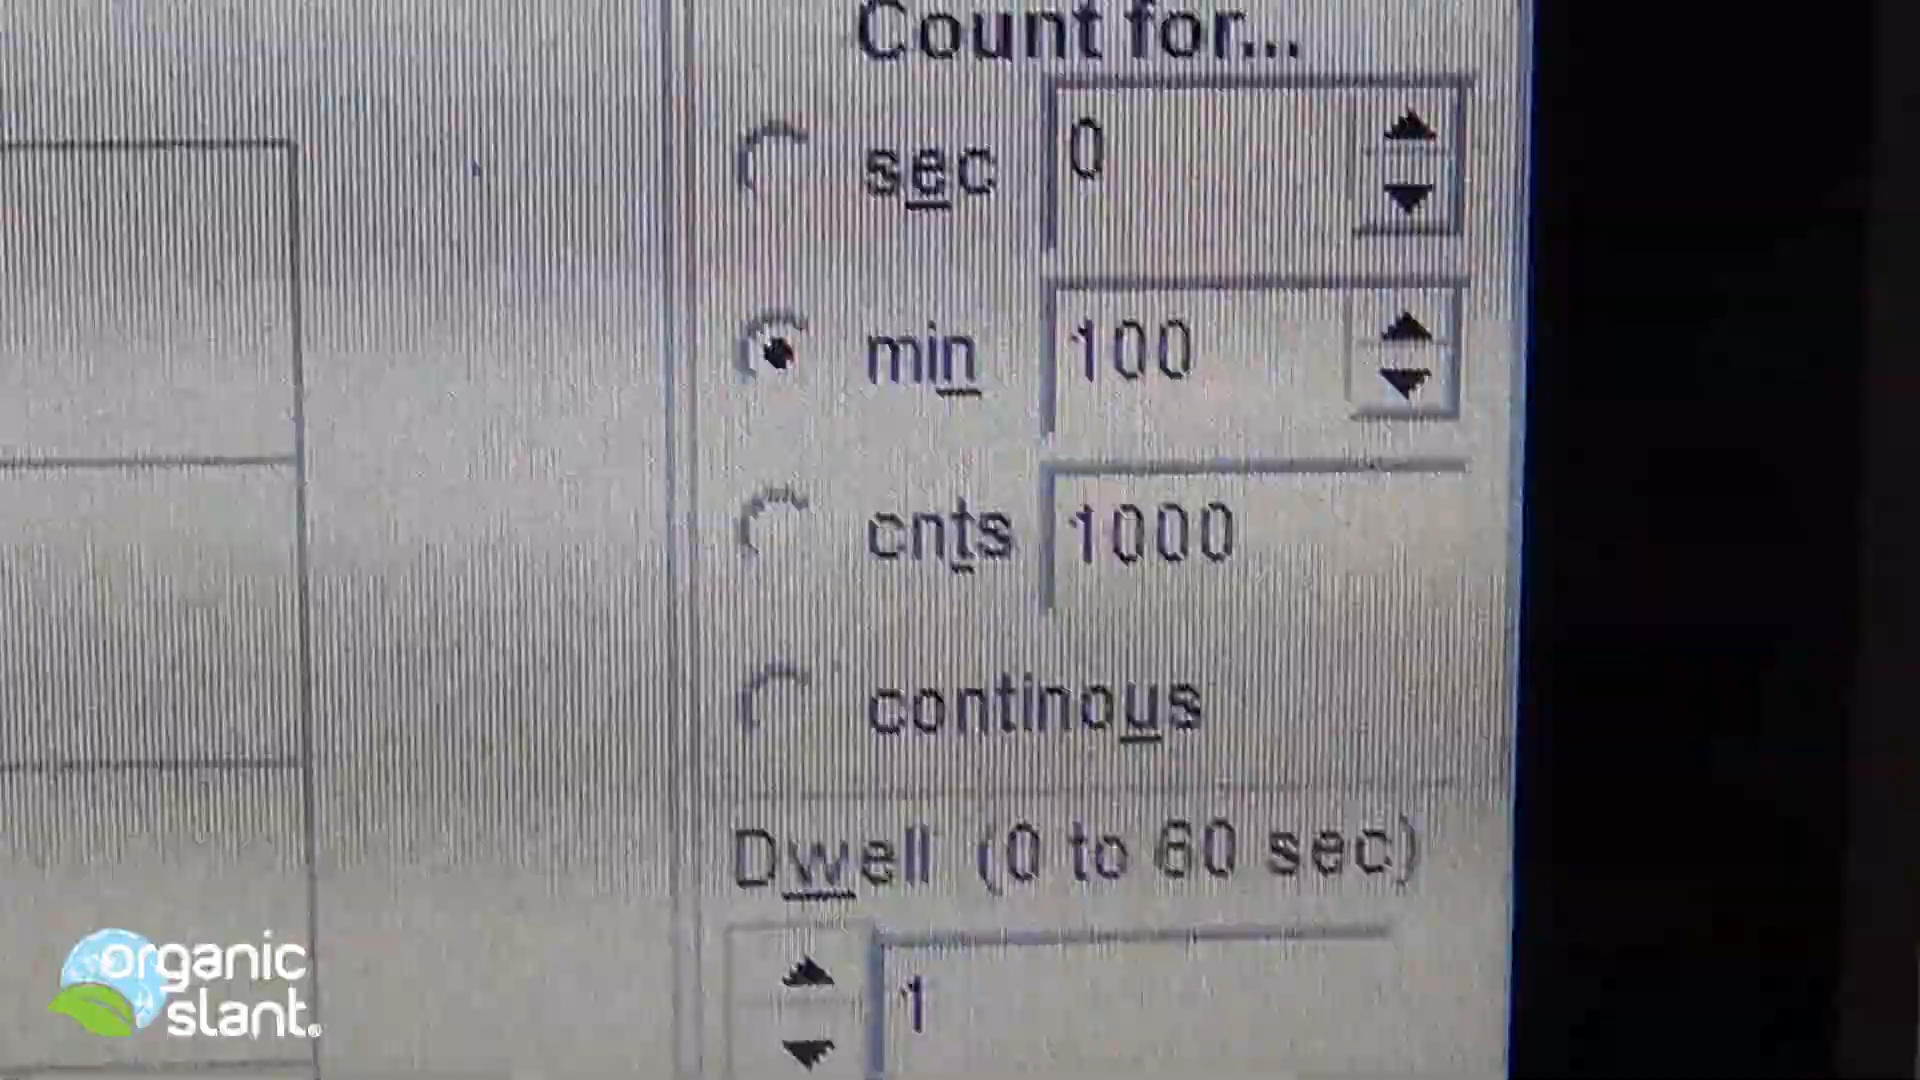 Count for...
sec 0
min 100
cnts 1000
continous
Dwell (0 to 60 sec)
1
organic
slant.